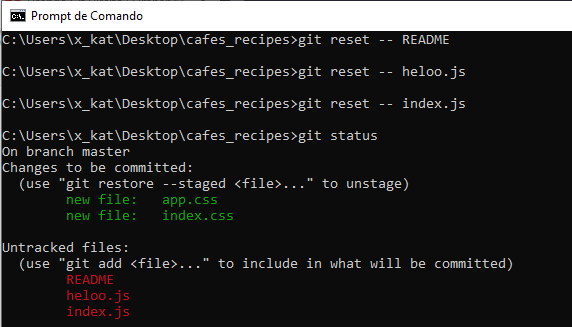 Prompt de Comando
C:\Users\x_kat\Desktop\cafes_recipes>git reset -- README
C:\Users\x_kat\Desktop\cafes_recipes>git reset -- heloo.js
C:\Users\x_kat\Desktop\cafes_recipes>git reset -- index.js
C:\Users\x_kat\Desktop\cafes_recipes>git status
On branch master
Changes to be committed:
  (use "git restore --staged <file>..." to unstage)
        new file:   app.css
        new file:   index.css
Untracked files:
  (use "git add <file>..." to include in what will be committed)
        README
        heloo.js
        index.js